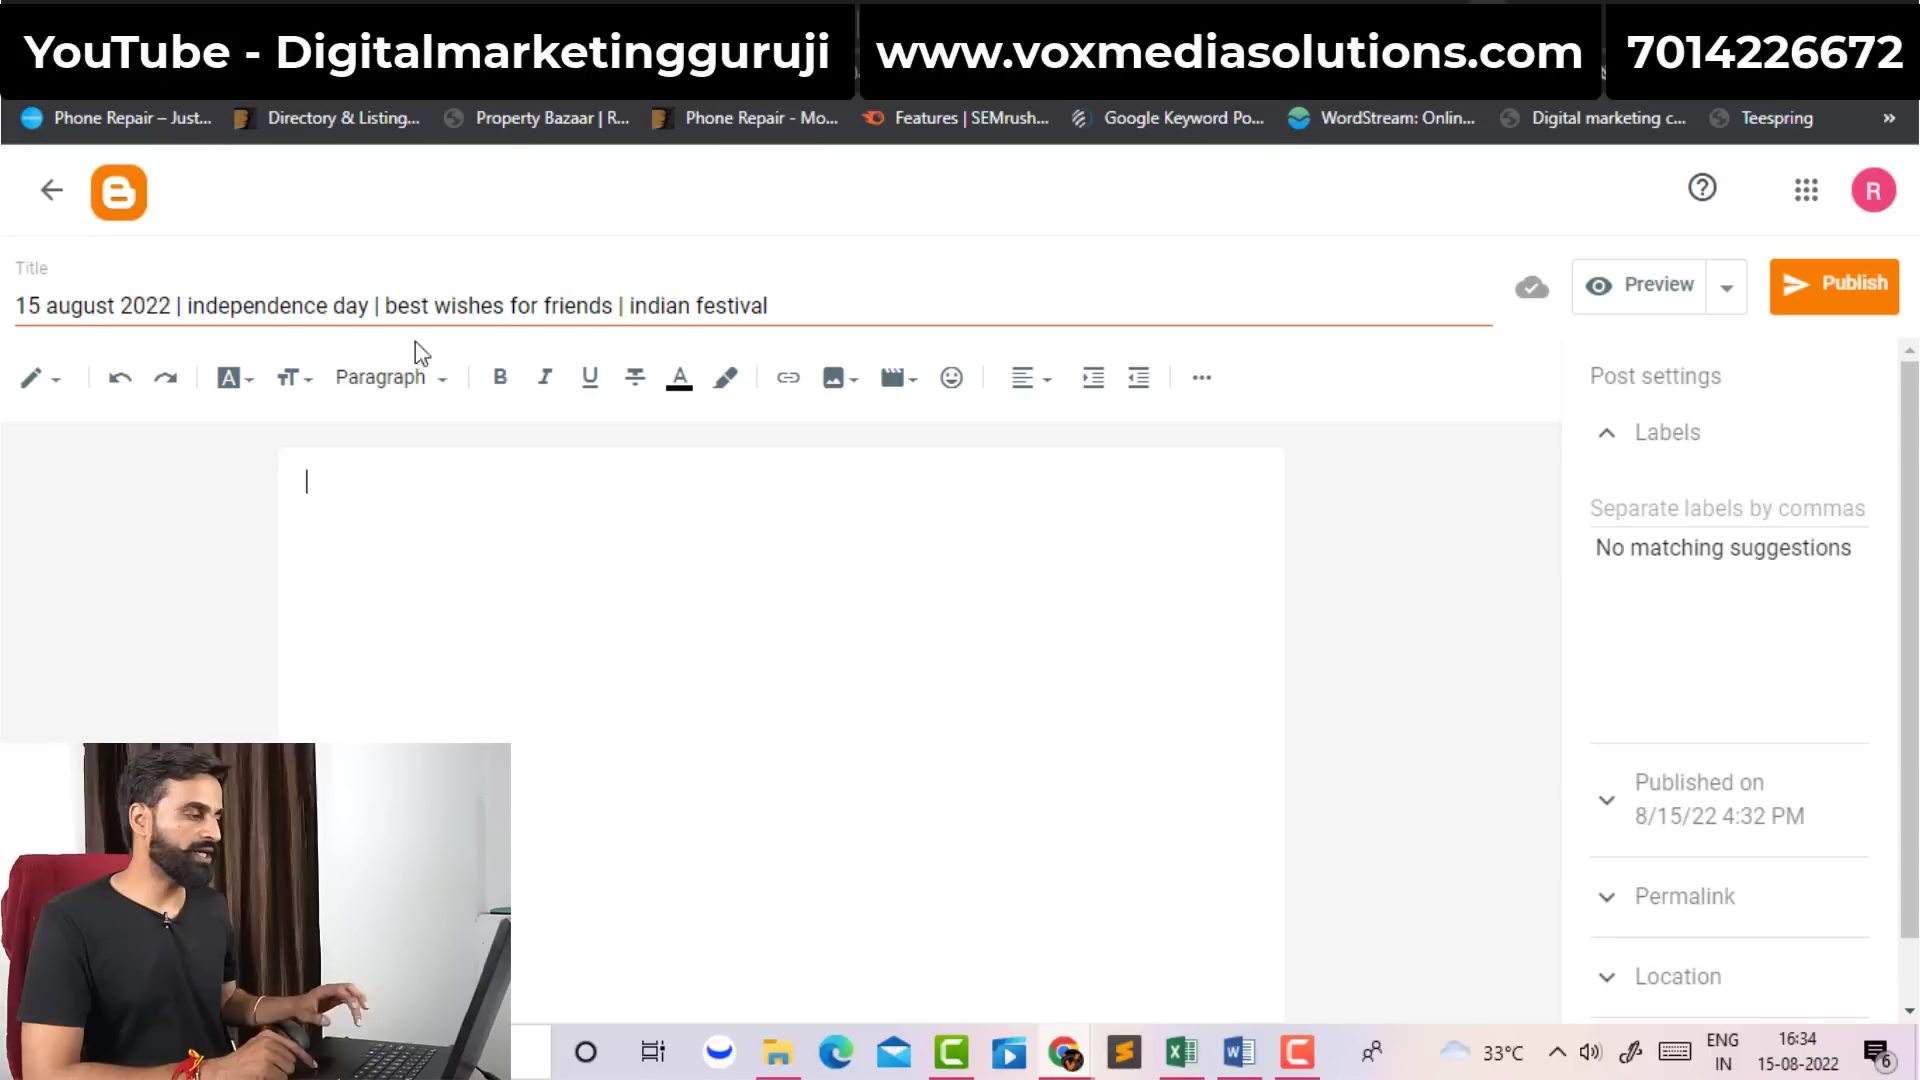 YouTube - Digitalmarketingguruji
www.voxmediasolutions.com
7014226672
Phone Repair – Just...
Directory & Listing...
Property Bazaar | R...
Phone Repair - Mo...
Features | SEMrush...
Google Keyword Po...
WordStream: Onlin...
Digital marketing c...
Teespring
»
R
Title
15 august 2022 | independence day | best wishes for friends | indian festival
Preview
Publish
Paragraph
B
I
U
A
Post settings
Labels
Separate labels by commas
No matching suggestions
Published on
8/15/22 4:32 PM
Permalink
Location
33°C
ENG
IN
16:34
15-08-2022
6